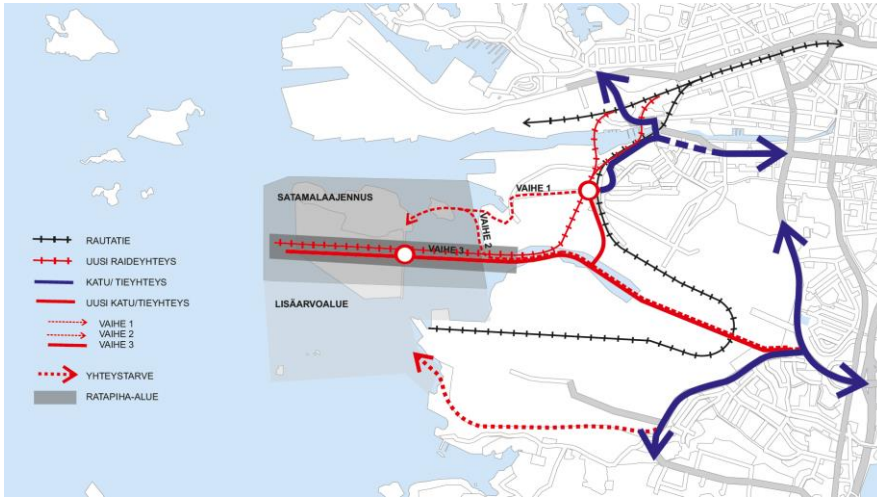 SATAMALAAJENNUS
VAIHE 1
VAIHE 2
VAIHE 3
LISÄARVOALUE
RAUTATIE
UUSI RAIDEYHTEYS
KATU/ TIEYHTEYS
UUSI KATU/TIEYHTEYS
VAIHE 1
VAIHE 2
VAIHE 3
YHTEYSTARVE
RATAPIHA-ALUE